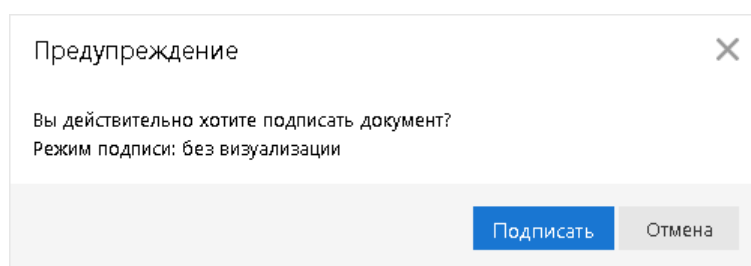 Предупреждение
Вы действительно хотите подписать документ?
Режим подписи: без визуализации
Подписать
Отмена